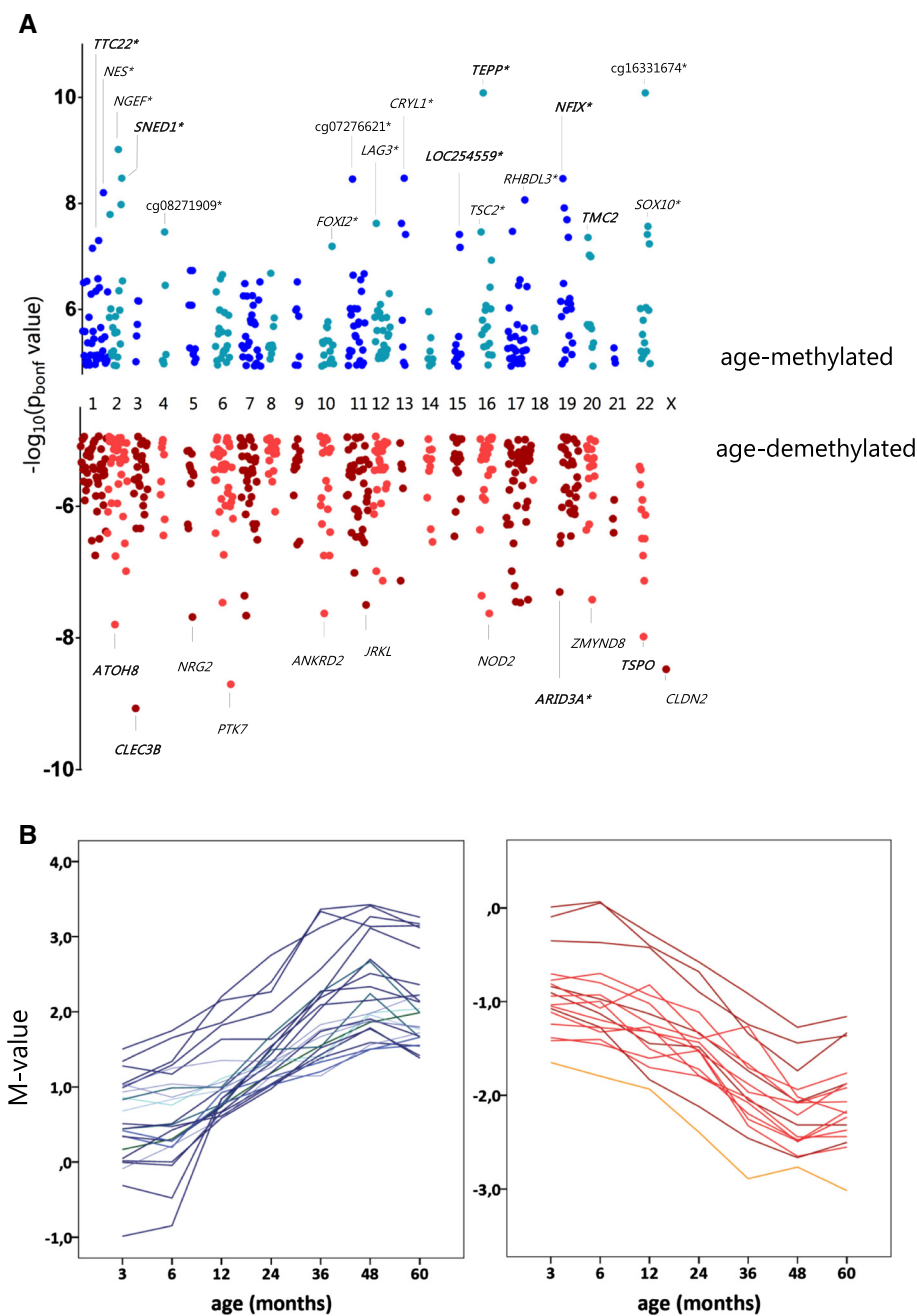 A
TTC22*
NES*
NGEF*
SNED1*
cg08271909*
FOXI2*
cg07276621*
LAG3*
CRYL1*
LOC254559*
TEPP*
TSC2*
RHBDL3*
NFIX*
TMC2
cg16331674*
SOX10*
10
8
6
-log10(pbonf value)
age-methylated
1 2 3 4 5 6 7 8 9 10 11 12 13 14 15 16 17 18 19 20 21 22 X
age-demethylated
-6
-8
-10
ATOH8
CLEC3B
NRG2
PTK7
ANKRD2
JRKL
NOD2
ARID3A*
ZMYND8
TSPO
CLDN2
B
M-value
4,0
3,0
2,0
1,0
,0
-1,0
3 6 12 24 36 48 60
age (months)
,0
-1,0
-2,0
-3,0
3 6 12 24 36 48 60
age (months)